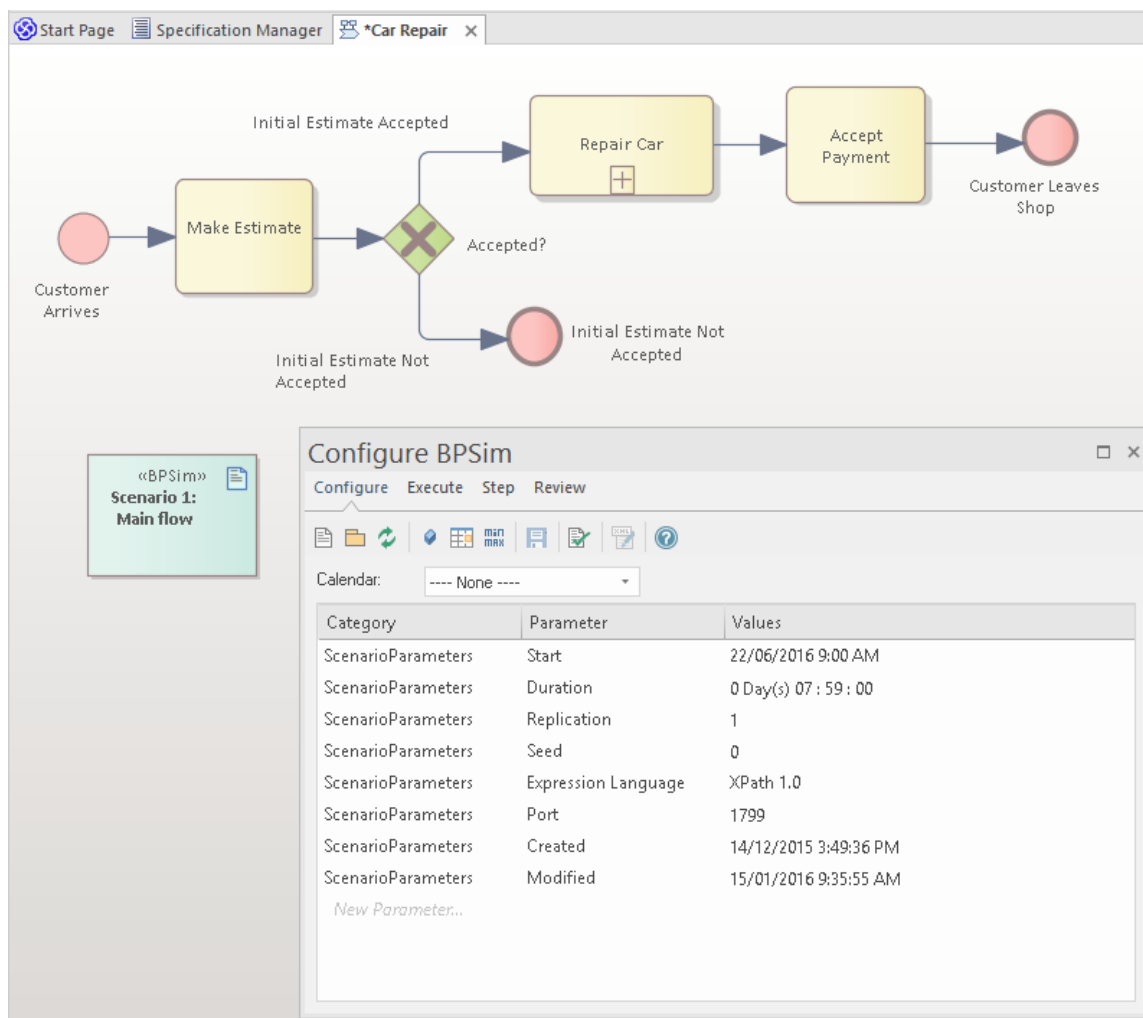 Start Page
Specification Manager
*Car Repair
Initial Estimate Accepted
Repair Car
Accept
Payment
Customer Leaves
Shop
Make Estimate
Accepted?
Customer
Arrives
Initial Estimate Not
Accepted
Initial Estimate Not
Accepted
«BPSim»
Scenario 1:
Main flow
Configure BPSim
Configure Execute Step Review
min
max
XML
Calendar: ---- None ----
Category Parameter Values
ScenarioParameters Start 22/06/2016 9:00 AM
ScenarioParameters Duration 0 Day(s) 07 : 59 : 00
ScenarioParameters Replication 1
ScenarioParameters Seed 0
ScenarioParameters Expression Language XPath 1.0
ScenarioParameters Port 1799
ScenarioParameters Created 14/12/2015 3:49:36 PM
ScenarioParameters Modified 15/01/2016 9:35:55 AM
New Parameter...